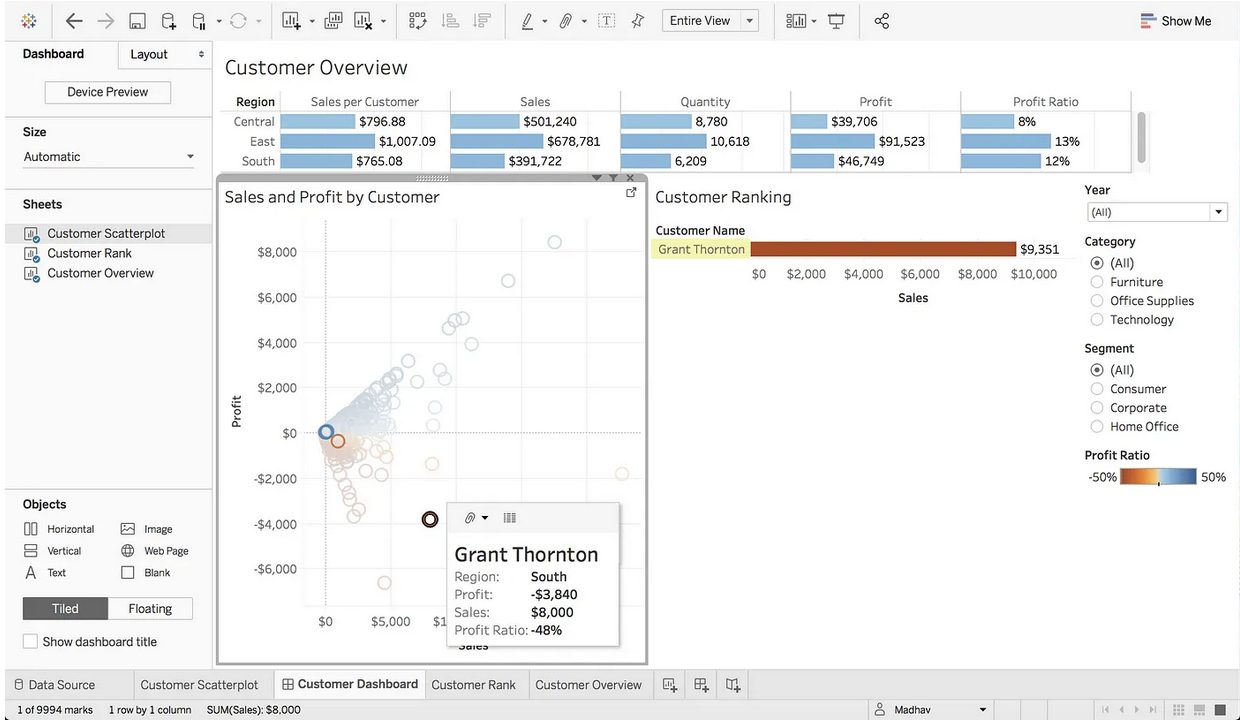 Entire View
Show Me
Dashboard
Layout
Device Preview
Size
Automatic
Sheets
Customer Scatterplot
Customer Rank
Customer Overview
Objects
Horizontal
Image
Vertical
Web Page
A Text
Blank
Tiled
Floating
Show dashboard title
Customer Overview
Region Sales per Customer Sales Quantity Profit Profit Ratio
Central $796.88 $501,240 8,780 $39,706 8%
East $1,007.09 $678,781 10,618 $91,523 13%
South $765.08 $391,722 6,209 $46,749 12%
Sales and Profit by Customer
$8,000
$6,000
$4,000
$2,000
$0
-$2,000
-$4,000
-$6,000
Profit
$0 $5,000 $1
Sales
Grant Thornton
Region: South
Profit: -$3,840
Sales: $8,000
Profit Ratio: -48%
Customer Ranking
Customer Name
Grant Thornton $9,351
$0 $2,000 $4,000 $6,000 $8,000 $10,000
Sales
Year
(All)
Category
(All)
Furniture
Office Supplies
Technology
Segment
(All)
Consumer
Corporate
Home Office
Profit Ratio
-50% 50%
Data Source Customer Scatterplot Customer Dashboard Customer Rank Customer Overview
1 of 9994 marks 1 row by 1 column SUM(Sales): $8,000 Madhav